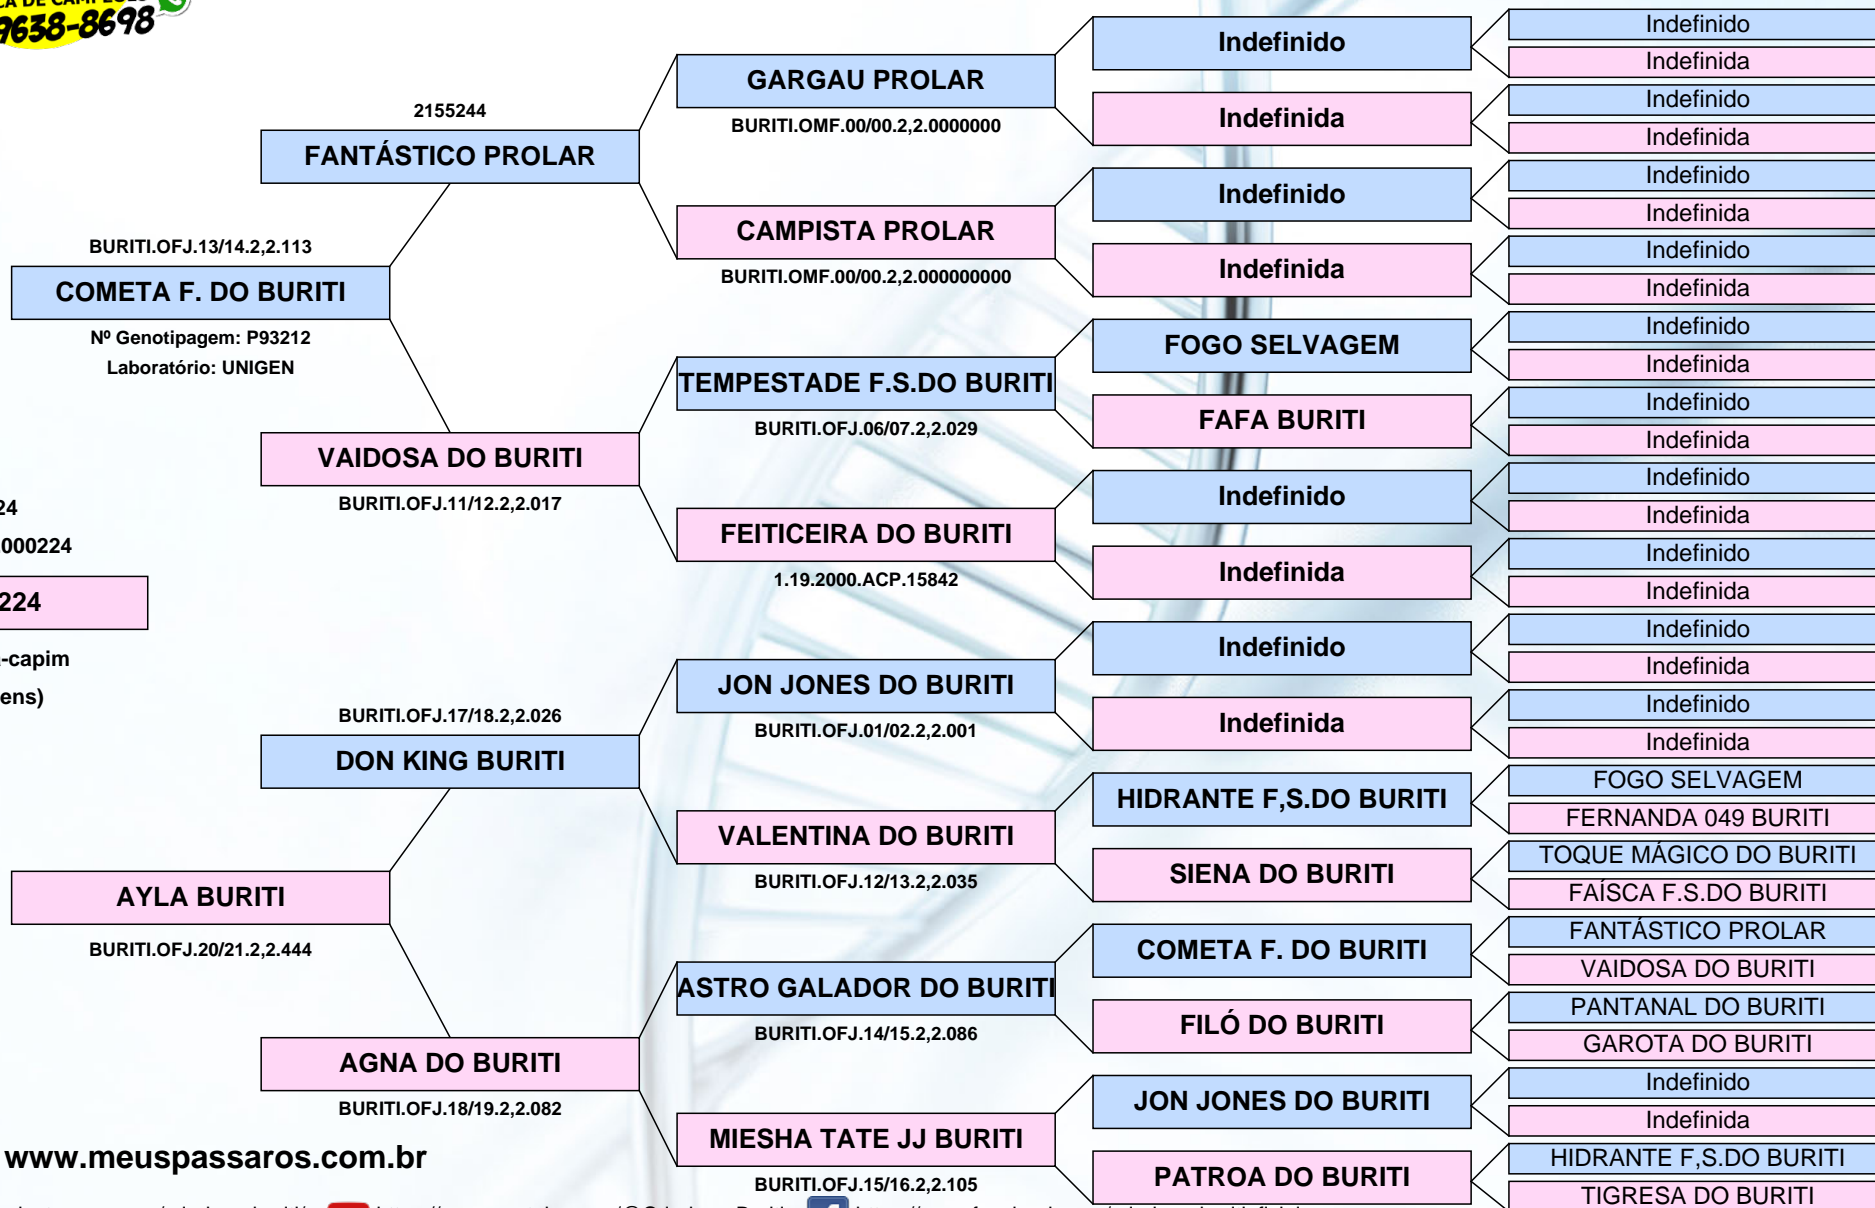 9638-8698
24
000224
224
-capim
ens)
BURITI.OFJ.13/14.2,2.113
COMETA F. DO BURITI
Nº Genotipagem: P93212
Laboratório: UNIGEN
AYLA BURITI
BURITI.OFJ.20/21.2,2.444
2155244
FANTÁSTICO PROLAR
VAIDOSA DO BURITI
BURITI.OFJ.11/12.2,2.017
BURITI.OFJ.17/18.2,2.026
DON KING BURITI
AGNA DO BURITI
BURITI.OFJ.18/19.2,2.082
GARGAU PROLAR
BURITI.OMF.00/00.2,2.0000000
CAMPISTA PROLAR
BURITI.OMF.00/00.2,2.000000000
TEMPESTADE F.S.DO BURITI
BURITI.OFJ.06/07.2,2.029
FEITICEIRA DO BURITI
1.19.2000.ACP.15842
JON JONES DO BURITI
BURITI.OFJ.01/02.2,2.001
VALENTINA DO BURITI
BURITI.OFJ.12/13.2,2.035
ASTRO GALADOR DO BURITI
BURITI.OFJ.14/15.2,2.086
MIESHA TATE JJ BURITI
BURITI.OFJ.15/16.2,2.105
Indefinido
Indefinida
Indefinido
Indefinida
FOGO SELVAGEM
FAFA BURITI
Indefinido
Indefinida
Indefinido
Indefinida
HIDRANTE F,S.DO BURITI
SIENA DO BURITI
COMETA F. DO BURITI
FILÓ DO BURITI
JON JONES DO BURITI
PATROA DO BURITI
Indefinido
Indefinida
Indefinido
Indefinida
Indefinido
Indefinida
Indefinido
Indefinida
Indefinido
Indefinida
Indefinido
Indefinida
Indefinido
Indefinida
Indefinido
Indefinida
Indefinido
Indefinida
Indefinido
Indefinida
FOGO SELVAGEM
FERNANDA 049 BURITI
TOQUE MÁGICO DO BURITI
FAÍSCA F.S.DO BURITI
FANTÁSTICO PROLAR
VAIDOSA DO BURITI
PANTANAL DO BURITI
GAROTA DO BURITI
Indefinido
Indefinida
HIDRANTE F,S.DO BURITI
TIGRESA DO BURITI
www.meuspassaros.com.br